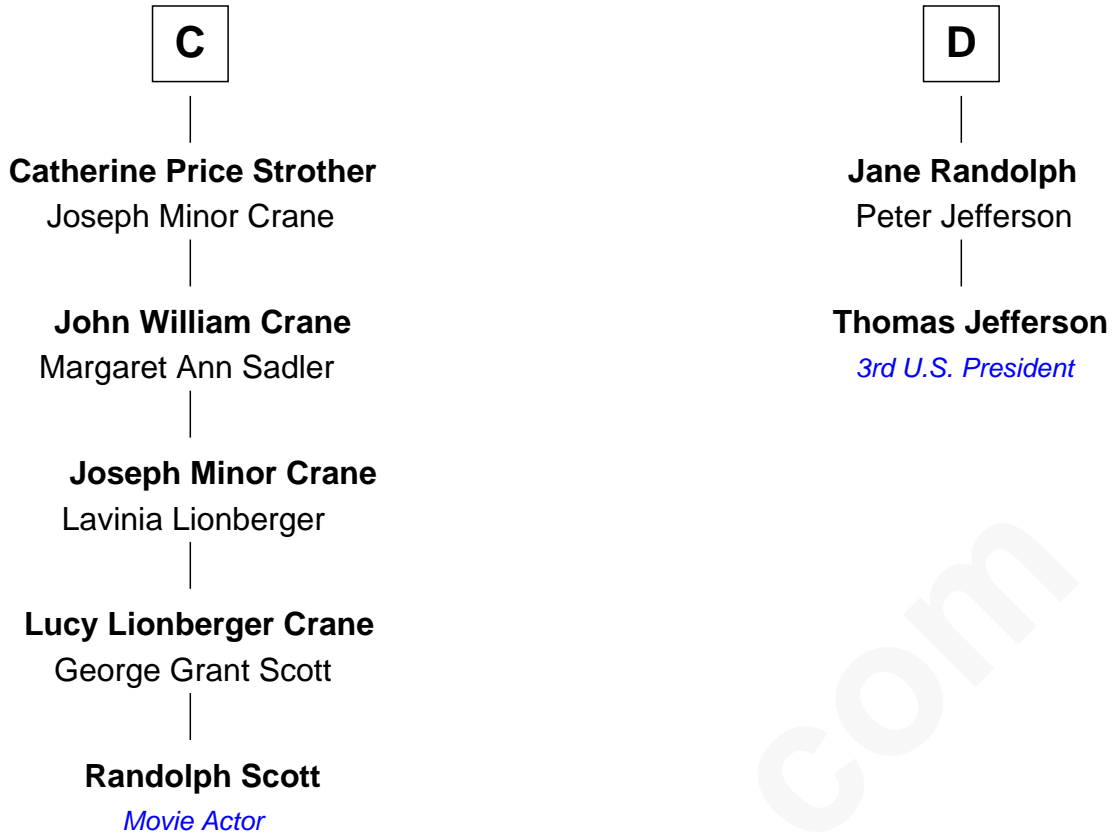 C
Catherine Price Strother
Joseph Minor Crane
John William Crane
Margaret Ann Sadler
Joseph Minor Crane
Lavinia Lionberger
Lucy Lionberger Crane
George Grant Scott
Randolph Scott
Movie Actor
D
Jane Randolph
Peter Jefferson
Thomas Jefferson
3rd U.S. President
com